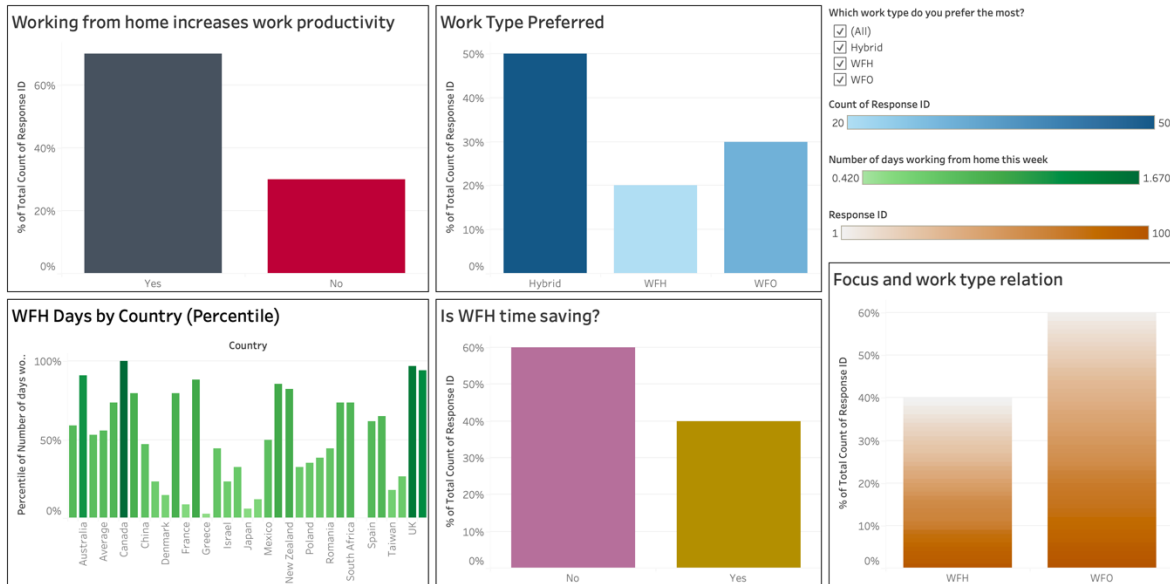 Working from home increases work productivity
% of Total Count of Response ID
60%
40%
20%
0%
Yes
No
Work Type Preferred
% of Total Count of Response ID
50%
40%
30%
20%
10%
0%
Hybrid
WFH
WFO
Which work type do you prefer the most?
(All)
Hybrid
WFH
WFO
Count of Response ID
20
50
Number of days working from home this week
0.420
1.670
Response ID
1
100
WFH Days by Country (Percentile)
Country
Percentile of Number of days wo..
100%
50%
0%
Australia
Average
Canada
China
Denmark
France
Greece
Israel
Japan
Mexico
New Zealand
Poland
Romania
South Africa
Spain
Taiwan
UK
Is WFH time saving?
% of Total Count of Response ID
60%
50%
40%
30%
20%
10%
0%
No
Yes
Focus and work type relation
% of Total Count of Response ID
60%
50%
40%
30%
20%
10%
0%
WFH
WFO